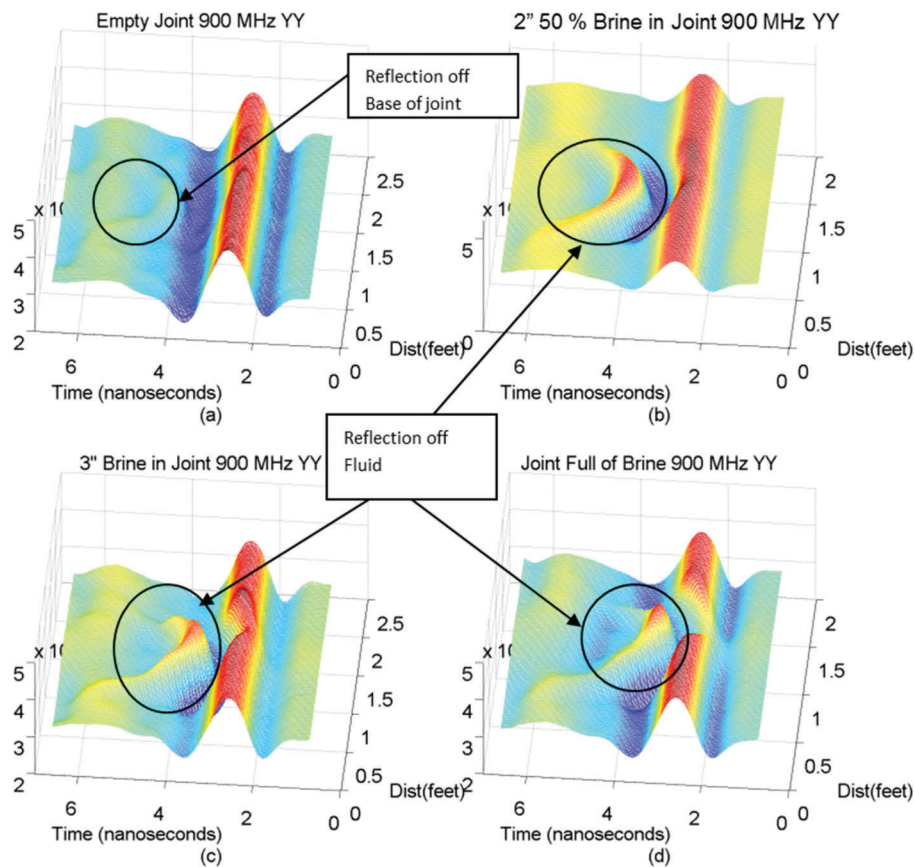 Empty Joint 900 MHz YY
2” 50 % Brine in Joint 900 MHz YY
Reflection off
Base of joint
x 10
5
4
3
2
6
4
2
0
2.5
2
1.5
1
0.5
0
Dist(feet)
Time (nanoseconds)
(a)
x 10
5
0
6
4
2
0
2
1.5
1
0.5
0
Dist(feet)
Time (nanoseconds)
(b)
Reflection off
Fluid
3" Brine in Joint 900 MHz YY
Joint Full of Brine 900 MHz YY
x 10
5
4
3
2
6
4
2
0
2.5
2
1.5
1
0.5
0
Dist(feet)
Time (nanoseconds)
(c)
x 10
5
4
3
2
6
4
2
0
2
1.5
1
0.5
0
Dist(feet)
Time (nanoseconds)
(d)